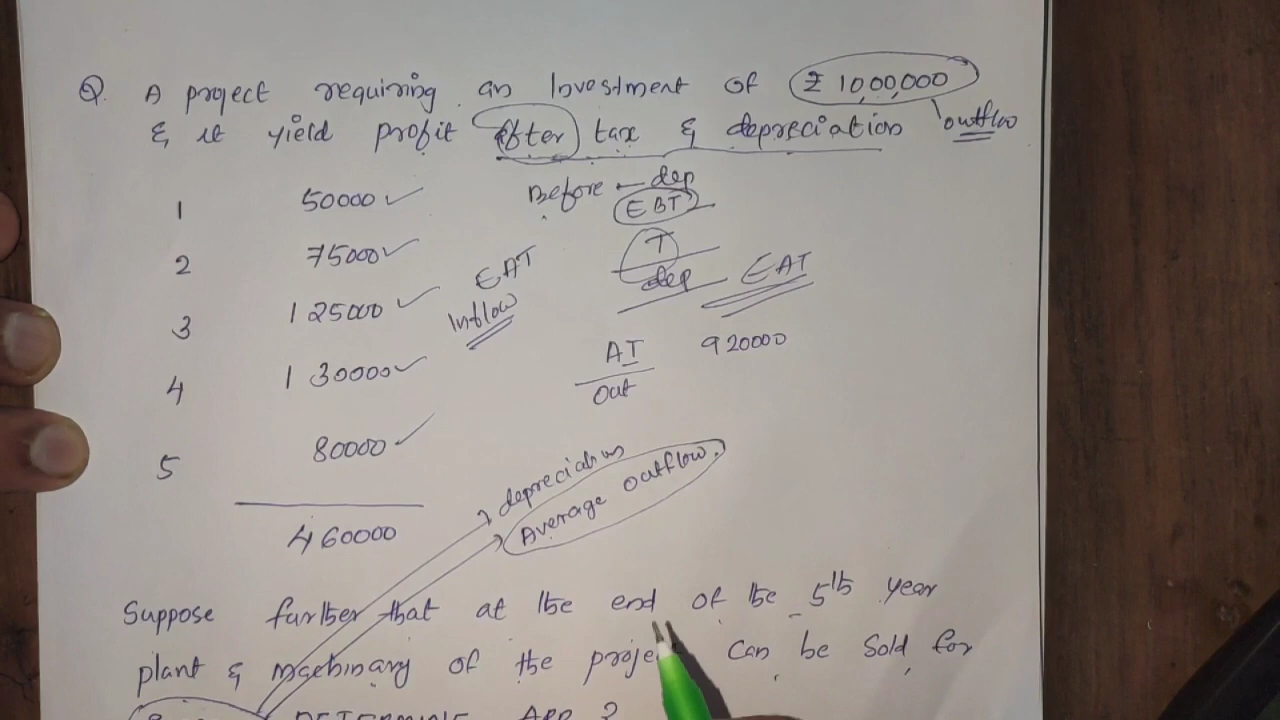 Q. A project requiring an Investment of ₹ 10,00,000
& it yield profit after tax & depreciation outflow
1 50000 ✓ Before dep
EBT
2 75000 ✓ EAT T
dep EAT
3 125000 ✓ Inflow
4 130000 ✓ AT 920000
out
5 80000 ✓
depreciation
460000 Average outflow.
Suppose further that at the end of the 5th year
plant & machinary of the project can be sold for
DETERMINE ARR ?